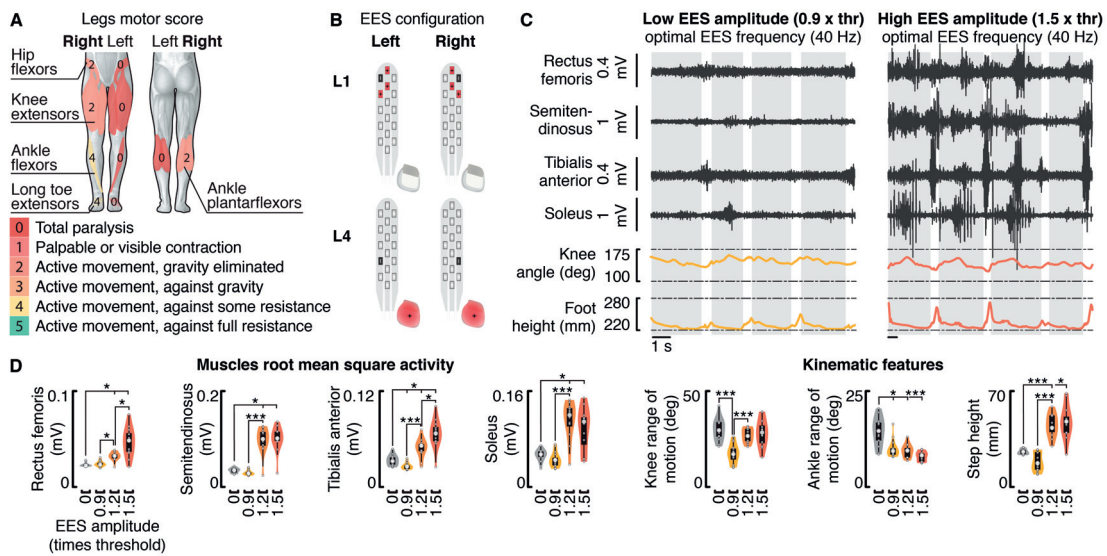 A
Legs motor score
Right Left
Left Right
Hip
flexors
Knee
extensors
Ankle
flexors
Long toe
extensors
Ankle
plantarflexors
2
2
0
4
0
4
0
0
2
0 Total paralysis
1 Palpable or visible contraction
2 Active movement, gravity eliminated
3 Active movement, against gravity
4 Active movement, against some resistance
5 Active movement, against full resistance
B
EES configuration
Left Right
L1
L4
C
Low EES amplitude (0.9 x thr)
optimal EES frequency (40 Hz)
High EES amplitude (1.5 x thr)
optimal EES frequency (40 Hz)
Rectus
femoris
0.4
mV
Semiten-
dinosus
1
mV
Tibialis
anterior
0.4
mV
Soleus
1
mV
Knee
angle (deg)
175
100
Foot
height (mm)
280
220
1 s
D
Muscles root mean square activity
Kinematic features
Rectus femoris
(mV)
0.1
0
* * *
Semitendinosus
(mV)
0.2
0
* ***
Tibialis anterior
(mV)
0.12
0
* * *** *
Soleus
(mV)
0.16
0
* ***
Knee range of
motion (deg)
50
0
*** ***
Ankle range of
motion (deg)
25
0
* ***
Step height
(mm)
70
0
*** *** *
EES amplitude
(times threshold)